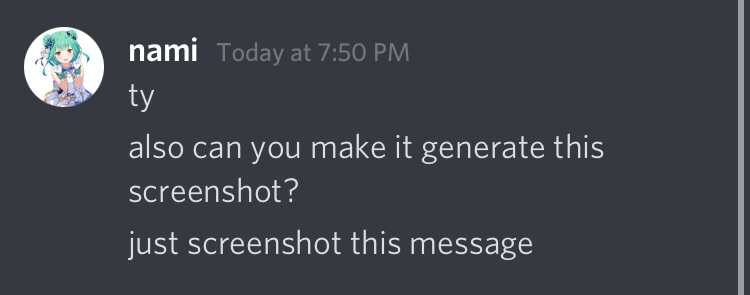 nami Today at 7:50 PM
ty
also can you make it generate this
screenshot?
just screenshot this message